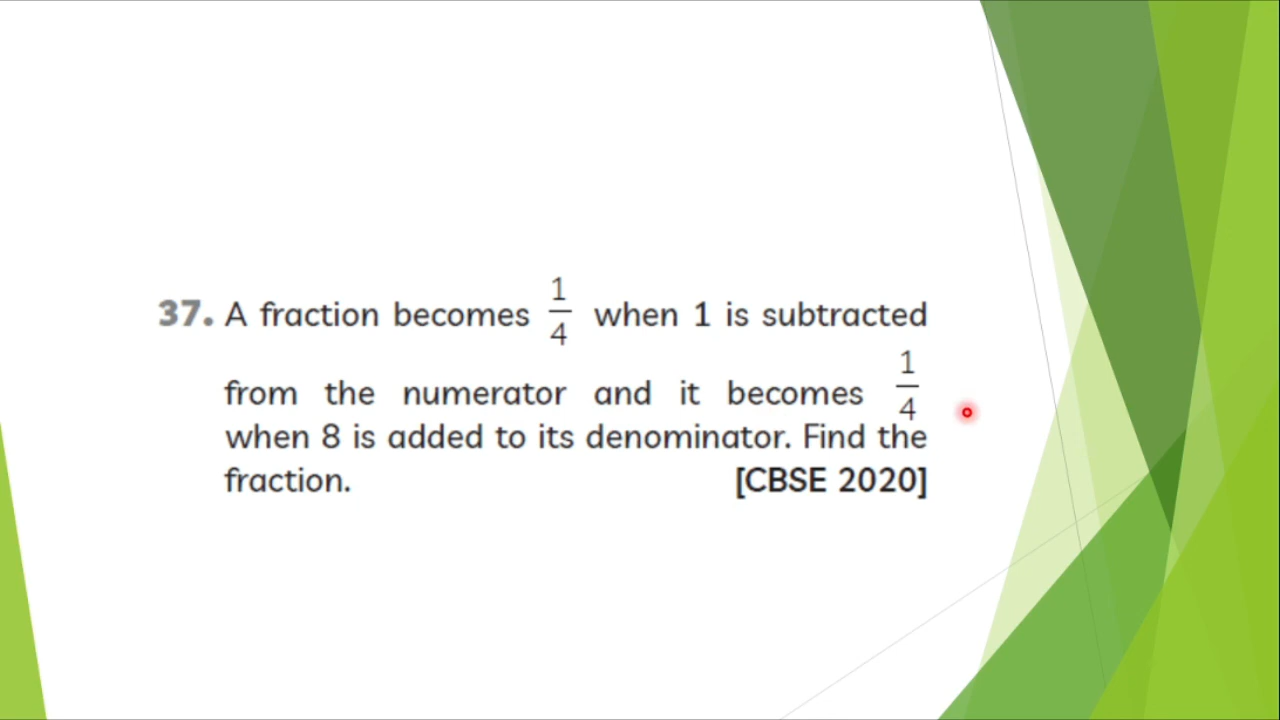 37. A fraction becomes 1/4 when 1 is subtracted
from the numerator and it becomes 1/4
when 8 is added to its denominator. Find the
fraction. [CBSE 2020]